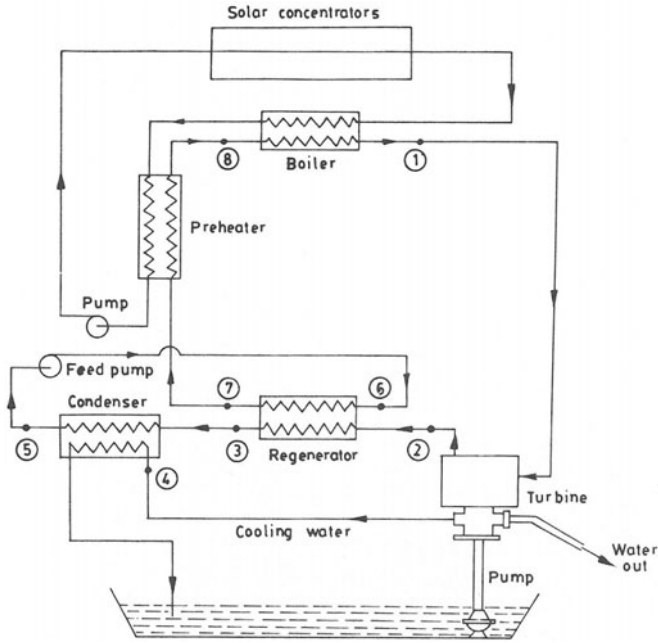 Solar concentrators
⑧
Boiler
①
Preheater
Pump
Feed pump
⑦
⑥
Condenser
⑤
③
②
Regenerator
④
Turbine
Cooling water
Water
out
Pump